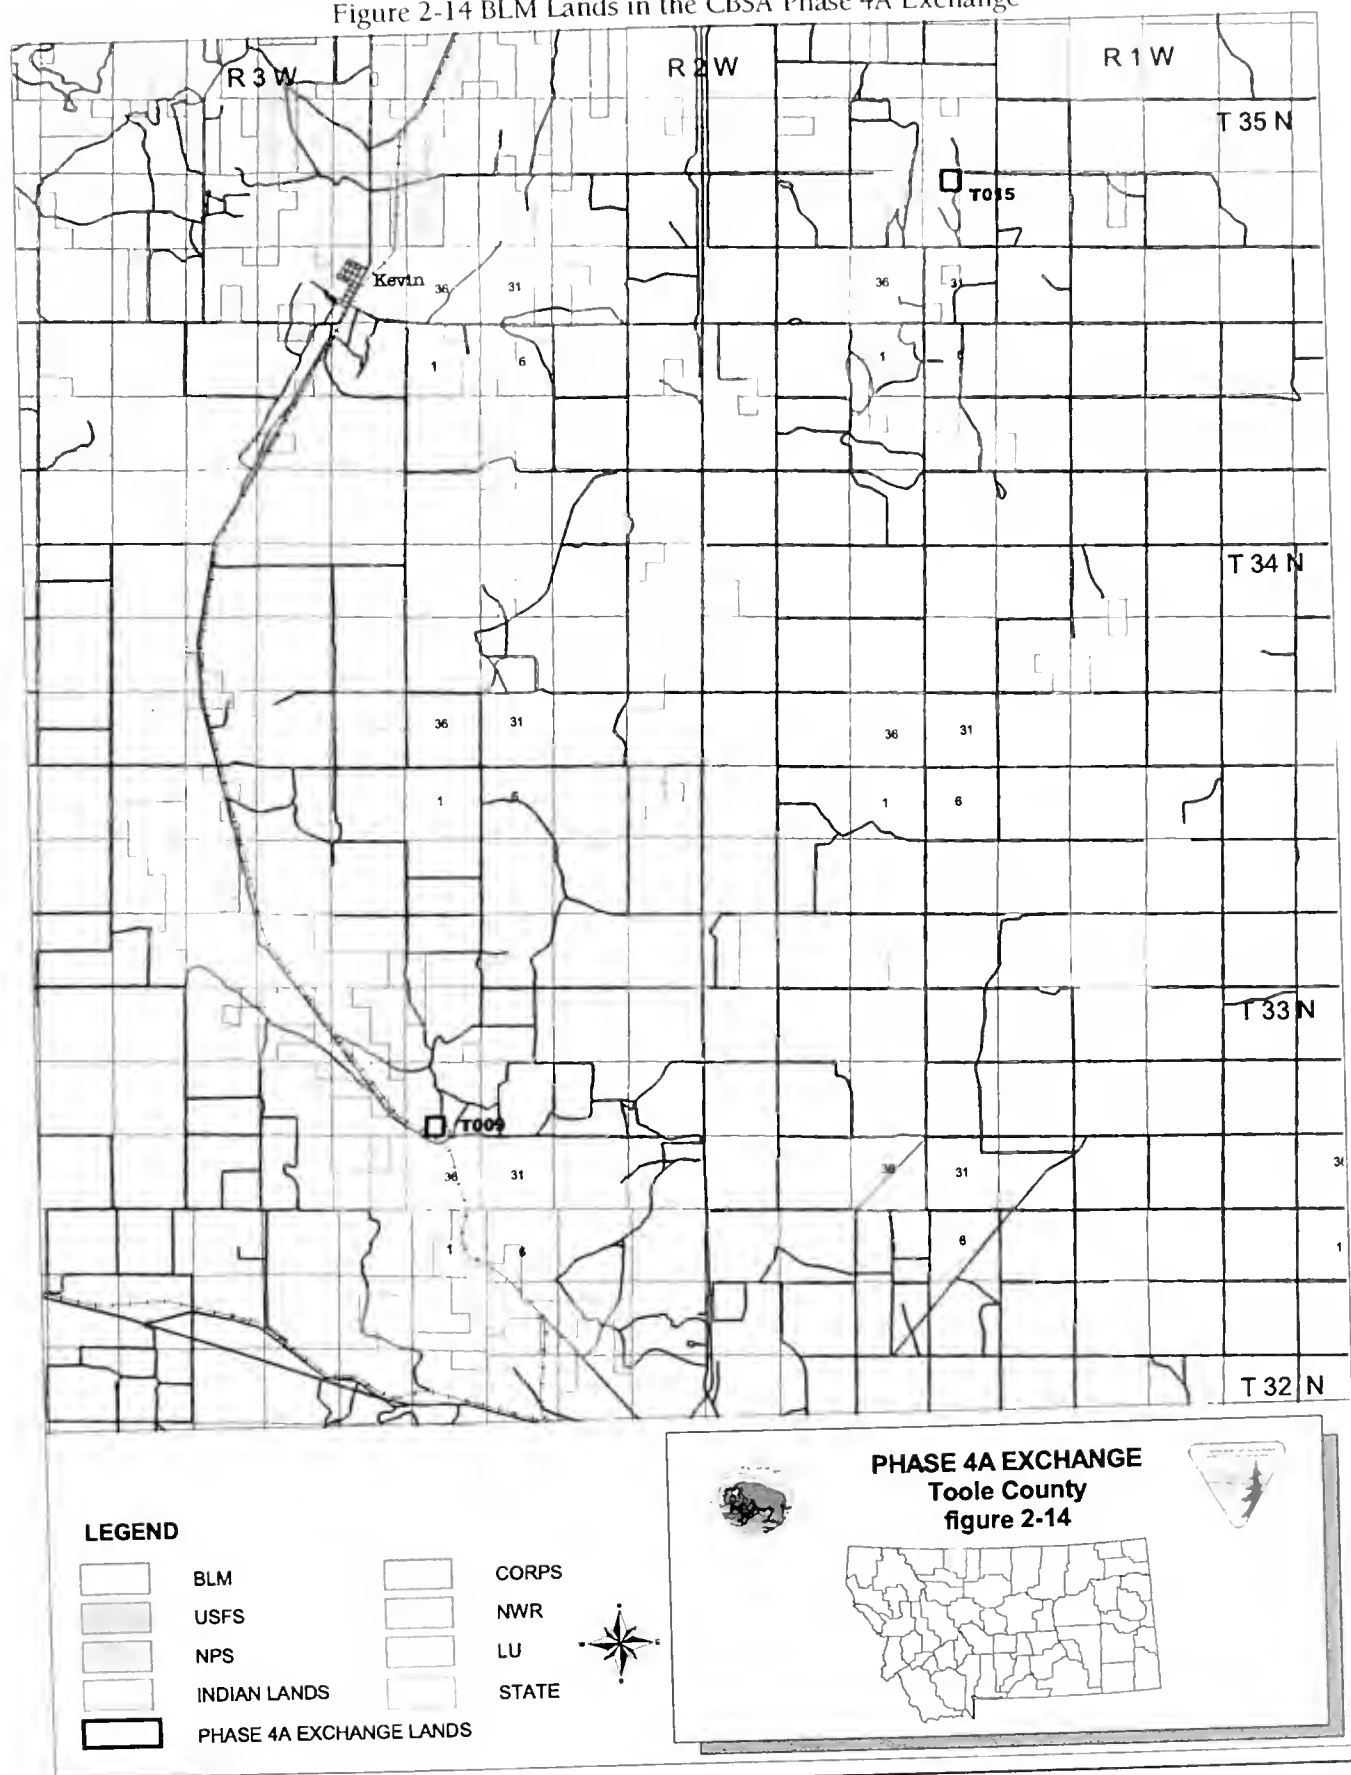 Figure 2-14 BLM Lands in the CBSA Phase 4A Exchange
R 3 W
R 2 W
R 1 W
T 35 N
T015
Kevin
36
31
36
31
1
6
1
6
T 34 N
36
31
36
31
1
6
1
6
T 33 N
T009
36
31
36
31
1
6
6
1
T 32 N
PHASE 4A EXCHANGE
Toole County
figure 2-14
LEGEND
BLM
USFS
NPS
INDIAN LANDS
PHASE 4A EXCHANGE LANDS
CORPS
NWR
LU
STATE